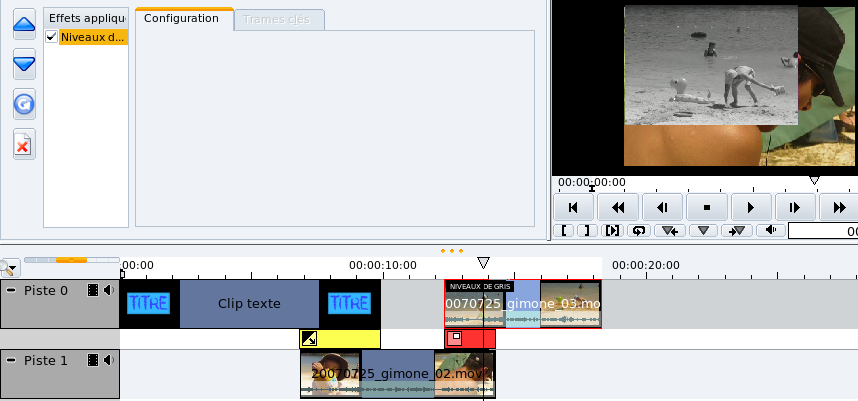 Effets appliqu
Configuration
Trames clés
Niveaux d...
00:00:00:00
00
:00:00
00:00:10:00
00:00:20:00
Piste 0
TITRE
Clip texte
TITRE
NIVEAUX DE GRIS
0070725_gimone_03.mo
Piste 1
20070725_gimone_02.mov